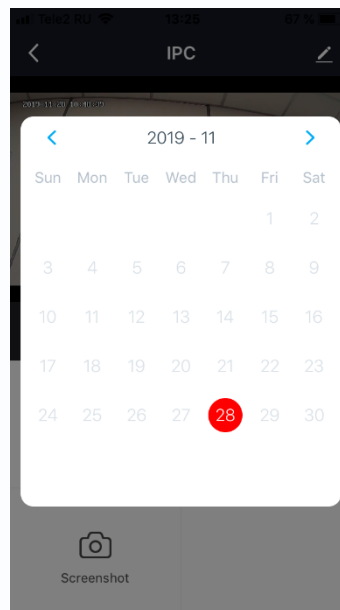 Tele2 RU 13:25 87 %
IPC
2019 - 11
Sun Mon Tue Wed Thu Fri Sat
1 2
3 4 5 6 7 8 9
10 11 12 13 14 15 16
17 18 19 20 21 22 23
24 25 26 27 28 29 30
Screenshot